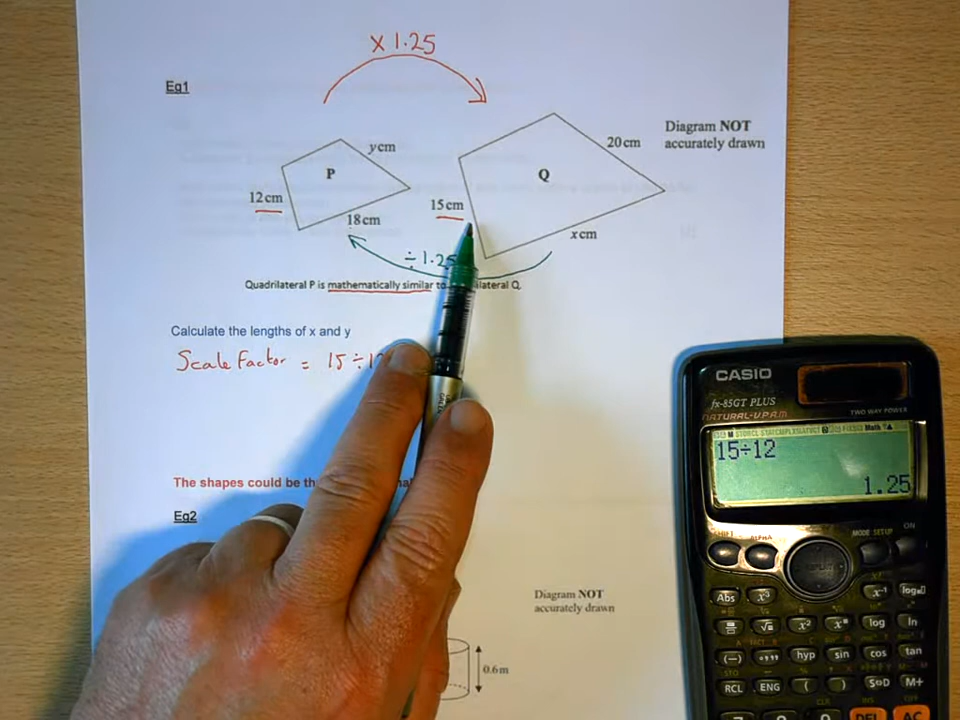 X 1.25
Eg1
Diagram NOT
accurately drawn
y cm
20 cm
P
Q
12 cm
15 cm
18 cm
x cm
÷ 1.25
Quadrilateral P is mathematically similar to Q.
Calculate the lengths of x and y
Scale Factor = 15 ÷
The shapes could be
Eg2
Diagram NOT
accurately drawn
0.6 m
CASIO
fx-85GT PLUS
NATURAL-V.P.A.M.
TWO WAY POWER
15÷12
1.25
SHIFT
ALPHA
MODE SETUP
ON
REPLAY
Abs
x³
x⁻¹
log
√
x²
log
ln
(−)
hyp
sin
cos
tan
STO
RCL
ENG
(
)
S⇔D
M+
DEL
AC